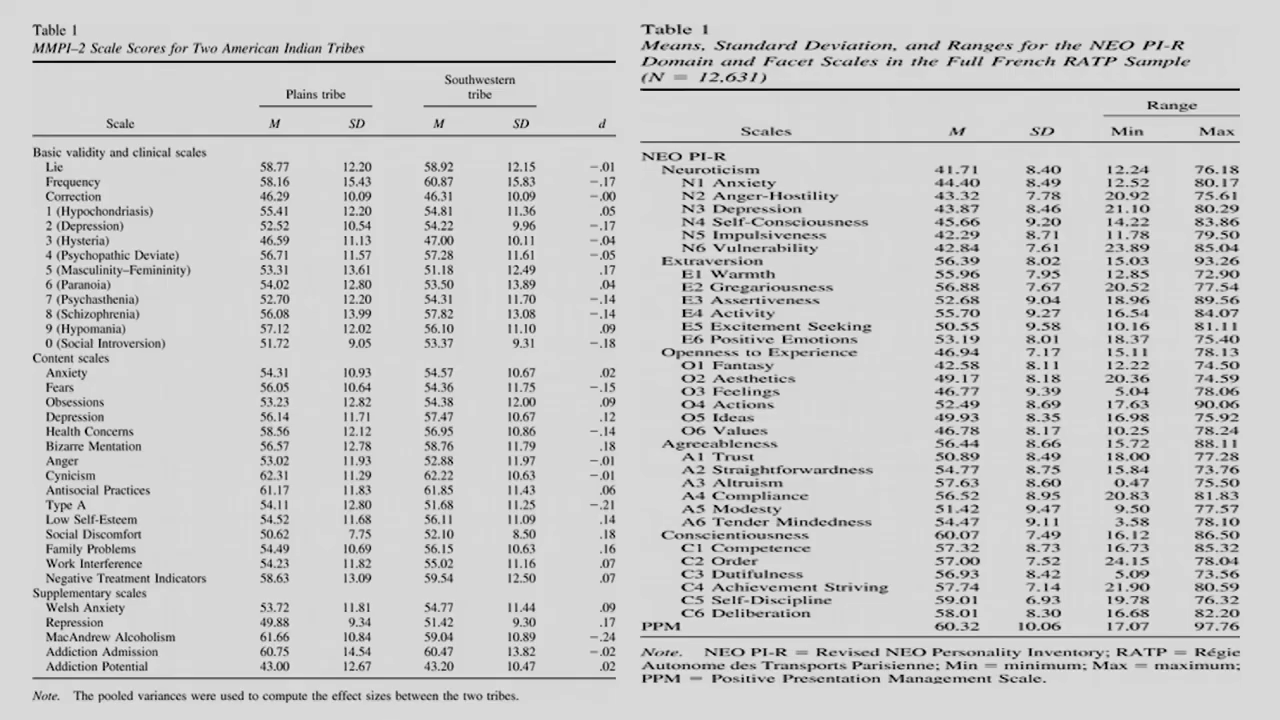 Table 1
MMPI–2 Scale Scores for Two American Indian Tribes
Plains tribe Southwestern tribe
Scale M SD M SD d
Basic validity and clinical scales
Lie 58.77 12.20 58.92 12.15 −.01
Frequency 58.16 15.43 60.87 15.83 −.17
Correction 46.29 10.09 46.31 10.09 −.00
1 (Hypochondriasis) 55.41 12.20 54.81 11.36 .05
2 (Depression) 52.52 10.54 54.22 9.96 −.17
3 (Hysteria) 46.59 11.13 47.00 10.11 −.04
4 (Psychopathic Deviate) 56.71 11.57 57.28 11.61 −.05
5 (Masculinity–Femininity) 53.31 13.61 51.18 12.49 .17
6 (Paranoia) 54.02 12.80 53.50 13.89 .04
7 (Psychasthenia) 52.70 12.20 54.31 11.70 −.14
8 (Schizophrenia) 56.08 13.99 57.82 13.08 −.14
9 (Hypomania) 57.12 12.02 56.10 11.10 .09
0 (Social Introversion) 51.72 9.05 53.37 9.31 −.18
Content scales
Anxiety 54.31 10.93 54.57 10.67 .02
Fears 56.05 10.64 54.36 11.75 −.15
Obsessions 53.23 12.82 54.38 12.00 .09
Depression 56.14 11.71 57.47 10.67 .12
Health Concerns 58.56 12.12 56.95 10.86 −.14
Bizarre Mentation 56.57 12.78 58.76 11.79 .18
Anger 53.02 11.93 52.88 11.97 −.01
Cynicism 62.31 11.29 62.22 10.63 −.01
Antisocial Practices 61.17 11.83 61.85 11.43 .06
Type A 54.11 12.80 51.68 11.25 −.21
Low Self-Esteem 54.52 11.68 56.11 11.09 .14
Social Discomfort 50.62 7.75 52.10 8.50 .18
Family Problems 54.49 10.69 56.15 10.63 .16
Work Interference 54.23 11.82 55.02 11.16 .07
Negative Treatment Indicators 58.63 13.09 59.54 12.50 .07
Supplementary scales
Welsh Anxiety 53.72 11.81 54.77 11.44 .09
Repression 49.88 9.34 51.42 9.30 .17
MacAndrew Alcoholism 61.66 10.84 59.04 10.89 −.24
Addiction Admission 60.75 14.54 60.47 13.82 −.02
Addiction Potential 43.00 12.67 43.20 10.47 .02
Note. The pooled variances were used to compute the effect sizes between the two tribes.
Table 1
Means, Standard Deviation, and Ranges for the NEO PI-R
Domain and Facet Scales in the Full French RATP Sample
(N = 12,631)
Range
Scales M SD Min Max
NEO PI-R
Neuroticism 41.71 8.40 12.24 76.18
N1 Anxiety 44.40 8.49 12.52 80.17
N2 Anger-Hostility 43.32 7.78 20.92 75.61
N3 Depression 43.87 8.46 21.10 80.29
N4 Self-Consciousness 45.66 9.20 14.22 83.86
N5 Impulsiveness 42.29 8.71 11.78 79.50
N6 Vulnerability 42.84 7.61 23.89 85.04
Extraversion 56.39 8.02 15.03 93.26
E1 Warmth 55.96 7.95 12.85 72.90
E2 Gregariousness 56.88 7.67 20.52 77.54
E3 Assertiveness 52.68 9.04 18.96 89.56
E4 Activity 55.70 9.27 16.54 84.07
E5 Excitement Seeking 50.55 9.58 10.16 81.11
E6 Positive Emotions 53.19 8.01 18.37 75.40
Openness to Experience 46.94 7.17 15.11 78.13
O1 Fantasy 42.58 8.11 12.22 74.50
O2 Aesthetics 49.17 8.18 20.36 74.59
O3 Feelings 46.77 9.39 5.04 78.06
O4 Actions 52.49 8.69 17.63 90.06
O5 Ideas 49.93 8.35 16.98 75.92
O6 Values 46.78 8.17 10.25 78.24
Agreeableness 56.44 8.66 15.72 88.11
A1 Trust 50.89 8.49 18.00 77.28
A2 Straightforwardness 54.77 8.75 15.84 73.76
A3 Altruism 57.63 8.60 0.47 75.50
A4 Compliance 56.52 8.95 20.83 81.83
A5 Modesty 51.42 9.47 9.50 77.57
A6 Tender Mindedness 54.47 9.11 3.58 78.10
Conscientiousness 60.07 7.49 16.12 86.50
C1 Competence 57.32 8.73 16.73 85.32
C2 Order 57.00 7.52 24.15 78.04
C3 Dutifulness 56.93 8.42 5.09 73.56
C4 Achievement Striving 57.74 7.14 21.90 80.59
C5 Self-Discipline 59.01 6.93 19.78 76.32
C6 Deliberation 58.01 8.30 16.68 82.20
PPM 60.32 10.06 17.07 97.76
Note. NEO PI-R = Revised NEO Personality Inventory; RATP = Régie
Autonome des Transports Parisienne; Min = minimum; Max = maximum;
PPM = Positive Presentation Management Scale.